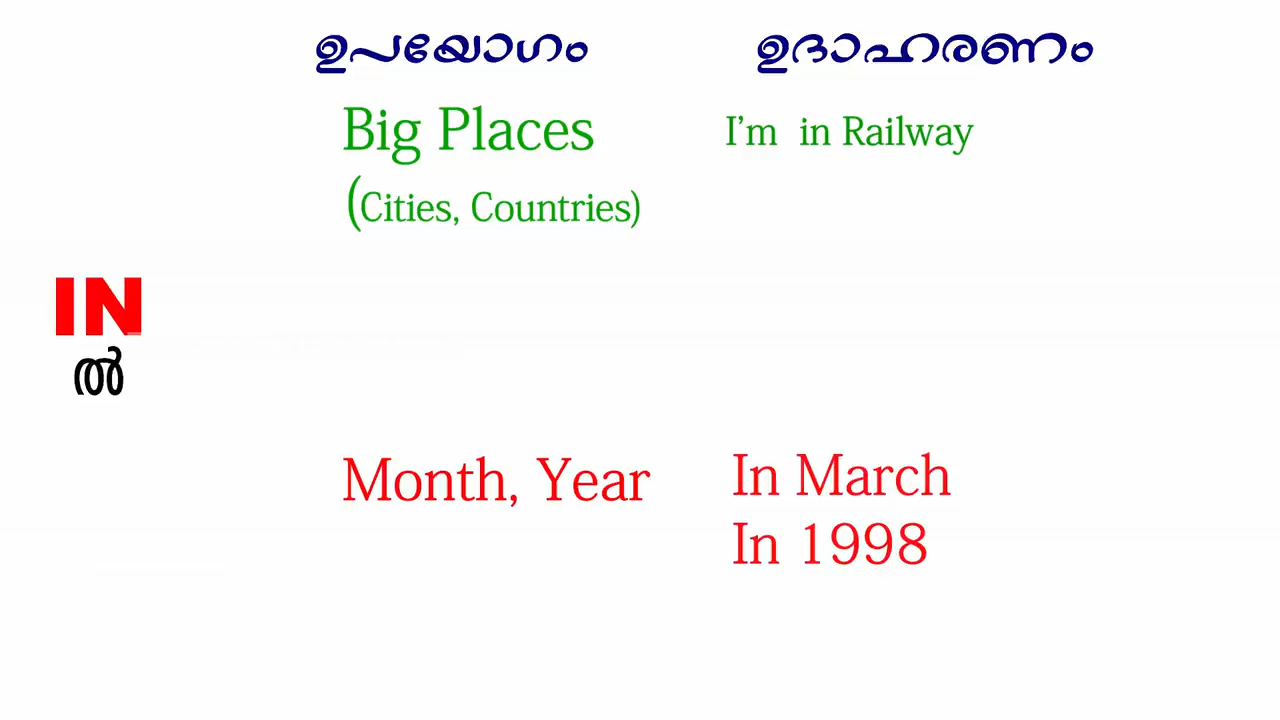 ഉപയോഗം ഉദാഹരണം
Big Places I'm in Railway
(Cities, Countries)
IN
ൽ
Month, Year In March
In 1998